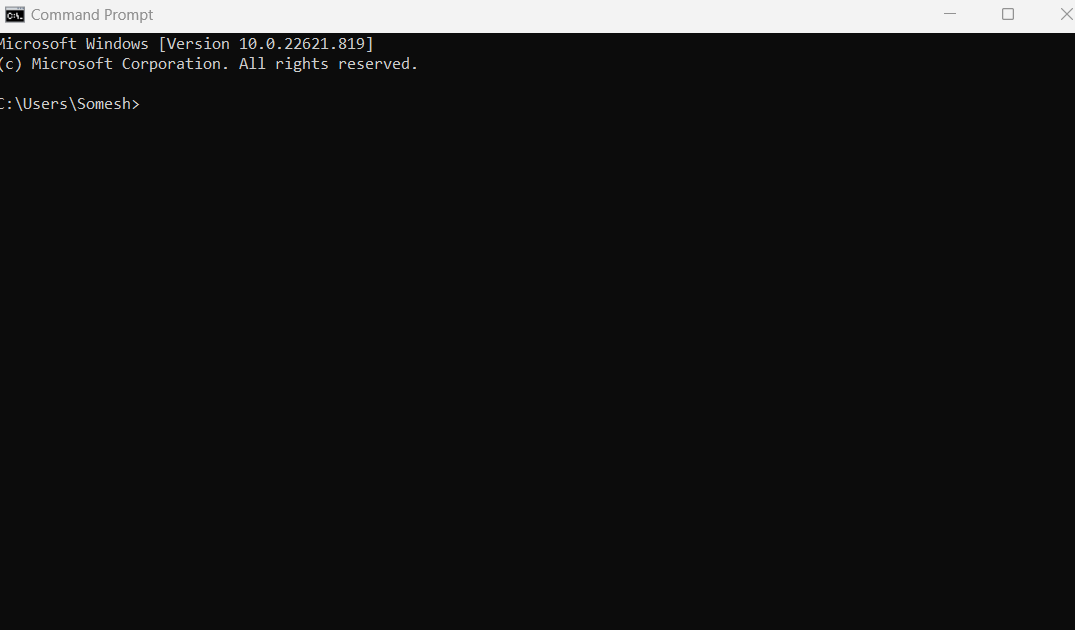 Command Prompt
Microsoft Windows [Version 10.0.22621.819]
(c) Microsoft Corporation. All rights reserved.
C:\Users\Somesh>